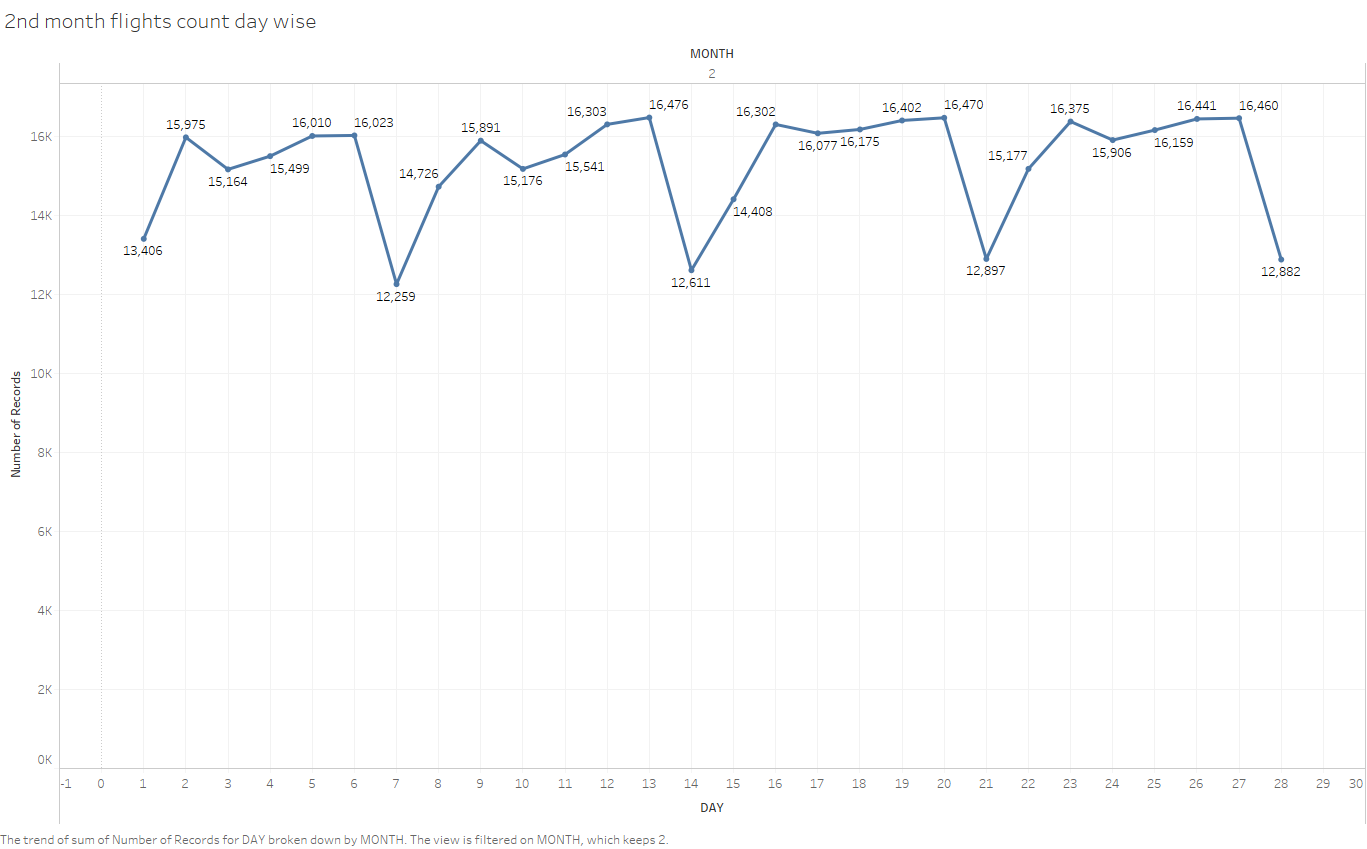 2nd month flights count day wise
MONTH
2
16,476
16,302
16,402
16,470
16,375
16,441
16,460
16,303
15,975
16,010
16,023
15,891
16K
16,077
16,175
15,177
15,906
16,159
15,164
15,499
14,726
15,176
15,541
14K
14,408
13,406
12,611
12,897
12,882
12K
12,259
10K
Number of Records
8K
6K
4K
2K
0K
-1 0 1 2 3 4 5 6 7 8 9 10 11 12 13 14 15 16 17 18 19 20 21 22 23 24 25 26 27 28 29 30
DAY
The trend of sum of Number of Records for DAY broken down by MONTH. The view is filtered on MONTH, which keeps 2.